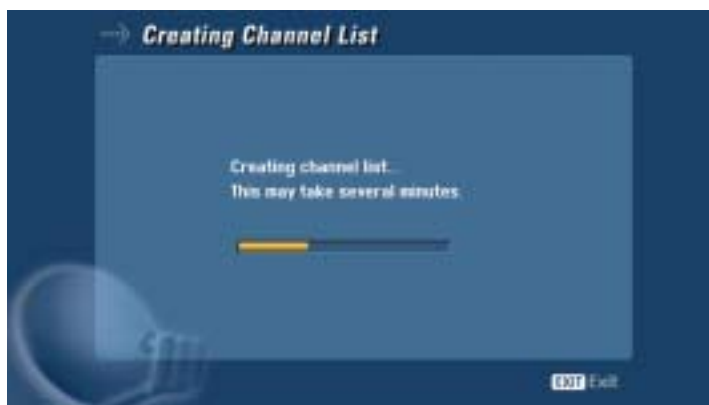 Creating Channel List
Creating channel list...
This may take several minutes.
EXIT Exit